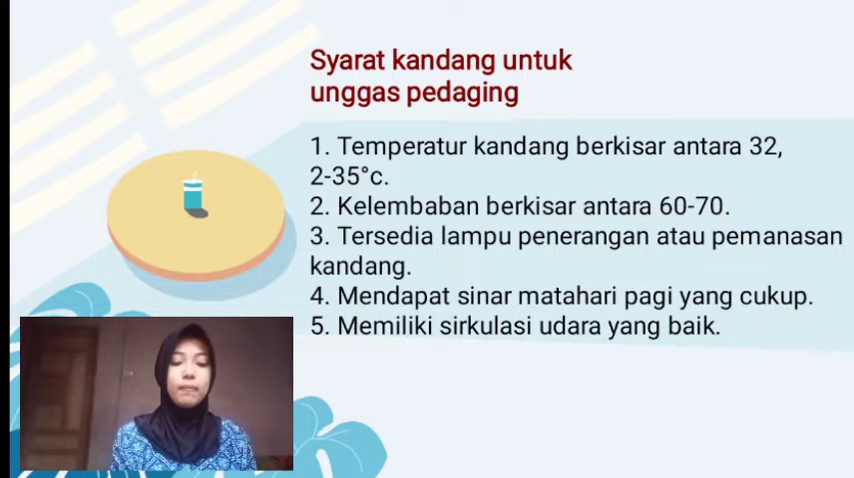 Syarat kandang untuk
unggas pedaging
1. Temperatur kandang berkisar antara 32,
2-35°c.
2. Kelembaban berkisar antara 60-70.
3. Tersedia lampu penerangan atau pemanasan
kandang.
4. Mendapat sinar matahari pagi yang cukup.
5. Memiliki sirkulasi udara yang baik.